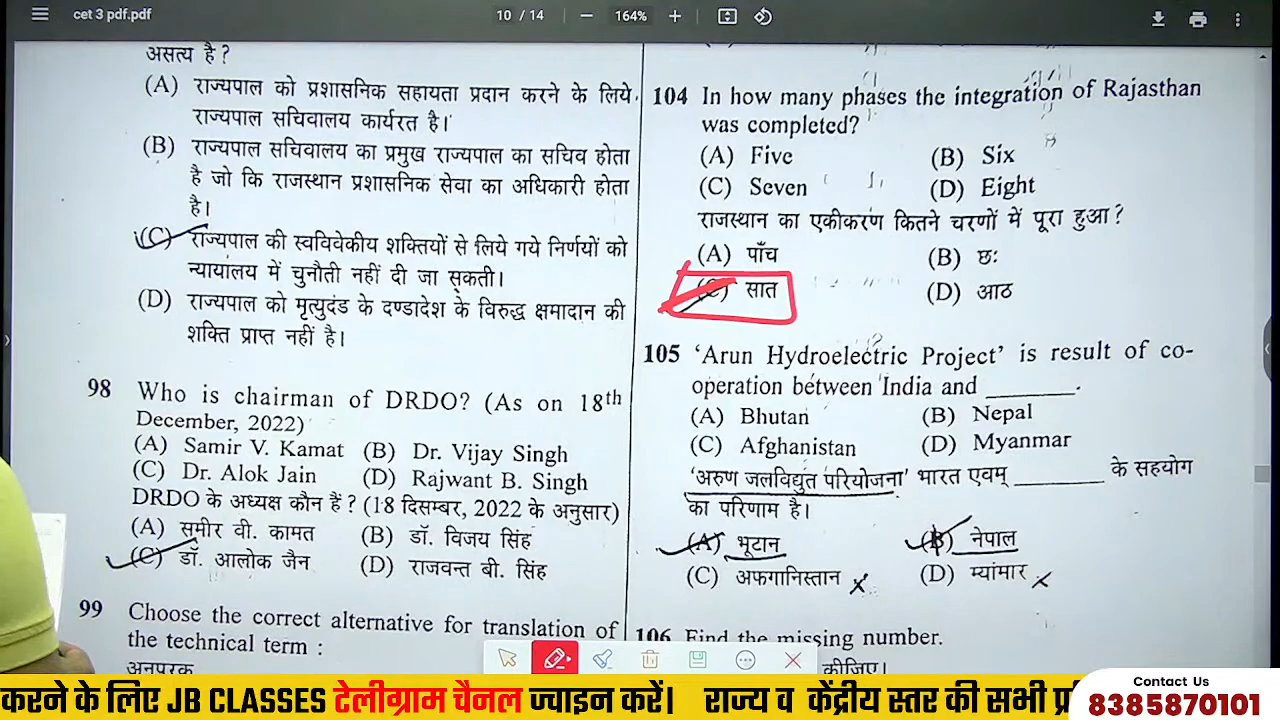 cet 3 pdf.pdf
10 / 14
164%
असत्य है?
(A) राज्यपाल को प्रशासनिक सहायता प्रदान करने के लिये
राज्यपाल सचिवालय कार्यरत है।
(B) राज्यपाल सचिवालय का प्रमुख राज्यपाल का सचिव होता
है जो कि राजस्थान प्रशासनिक सेवा का अधिकारी होता
है।
(C) राज्यपाल की स्वविवेकीय शक्तियों से लिये गये निर्णयों को
न्यायालय में चुनौती नहीं दी जा सकती।
(D) राज्यपाल को मृत्युदंड के दण्डादेश के विरुद्ध क्षमादान की
शक्ति प्राप्त नहीं है।
98 Who is chairman of DRDO? (As on 18th
December, 2022)
(A) Samir V. Kamat (B) Dr. Vijay Singh
(C) Dr. Alok Jain (D) Rajwant B. Singh
DRDO के अध्यक्ष कौन हैं? (18 दिसम्बर, 2022 के अनुसार)
(A) समीर वी. कामत (B) डॉ. विजय सिंह
(C) डॉ. आलोक जैन (D) राजवन्त बी. सिंह
99 Choose the correct alternative for translation of
the technical term :
अनुपूरक
104 In how many phases the integration of Rajasthan
was completed?
(A) Five (B) Six
(C) Seven (D) Eight
राजस्थान का एकीकरण कितने चरणों में पूरा हुआ?
(A) पाँच (B) छः
(C) सात (D) आठ
105 'Arun Hydroelectric Project' is result of co-
operation between India and ________.
(A) Bhutan (B) Nepal
(C) Afghanistan (D) Myanmar
'अरुण जलविद्युत परियोजना' भारत एवम् ________ के सहयोग
का परिणाम है।
(A) भूटान (B) नेपाल
(C) अफगानिस्तान (D) म्यांमार
106 Find the missing number.
कीजिए।
करने के लिए JB CLASSES टेलीग्राम चैनल ज्वाइन करें। राज्य व केंद्रीय स्तर की सभी
Contact Us
8385870101